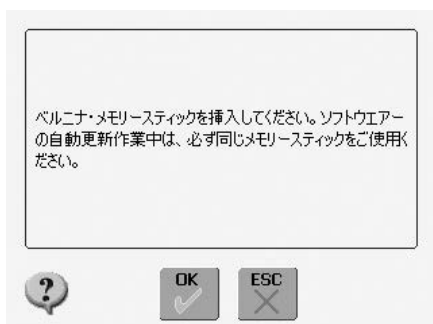 ベルニナ・メモリースティックを挿入してください。ソフトウエアー
の自動更新作業中は、必ず同じメモリースティックをご使用く
ださい。
?
OK
ESC